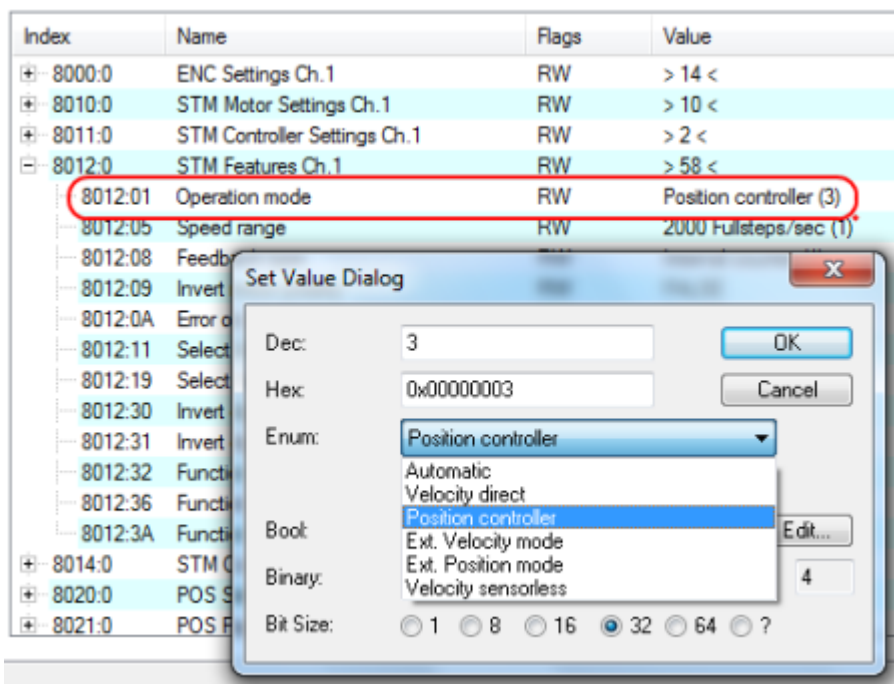 Index Name Flags Value
8000:0 ENC Settings Ch.1 RW > 14 <
8010:0 STM Motor Settings Ch.1 RW > 10 <
8011:0 STM Controller Settings Ch.1 RW > 2 <
8012:0 STM Features Ch.1 RW > 58 <
8012:01 Operation mode RW Position controller (3)
8012:05 Speed range RW 2000 Fullsteps/sec (1)
8012:08
8012:09 Invert
8012:0A Error
8012:11 Select
8012:19 Select
8012:30 Invert
8012:31 Invert
8012:32
8012:36
8012:3A
8014:0 STM
8020:0 POS
8021:0 POS
Set Value Dialog
Dec: 3 OK
Hex: 0x00000003 Cancel
Enum: Position controller
Automatic
Velocity direct
Position controller
Ext. Velocity mode
Ext. Position mode
Velocity sensorless
Bool: Edit...
Binary: 4
Bit Size: 1 8 16 32 64 ?